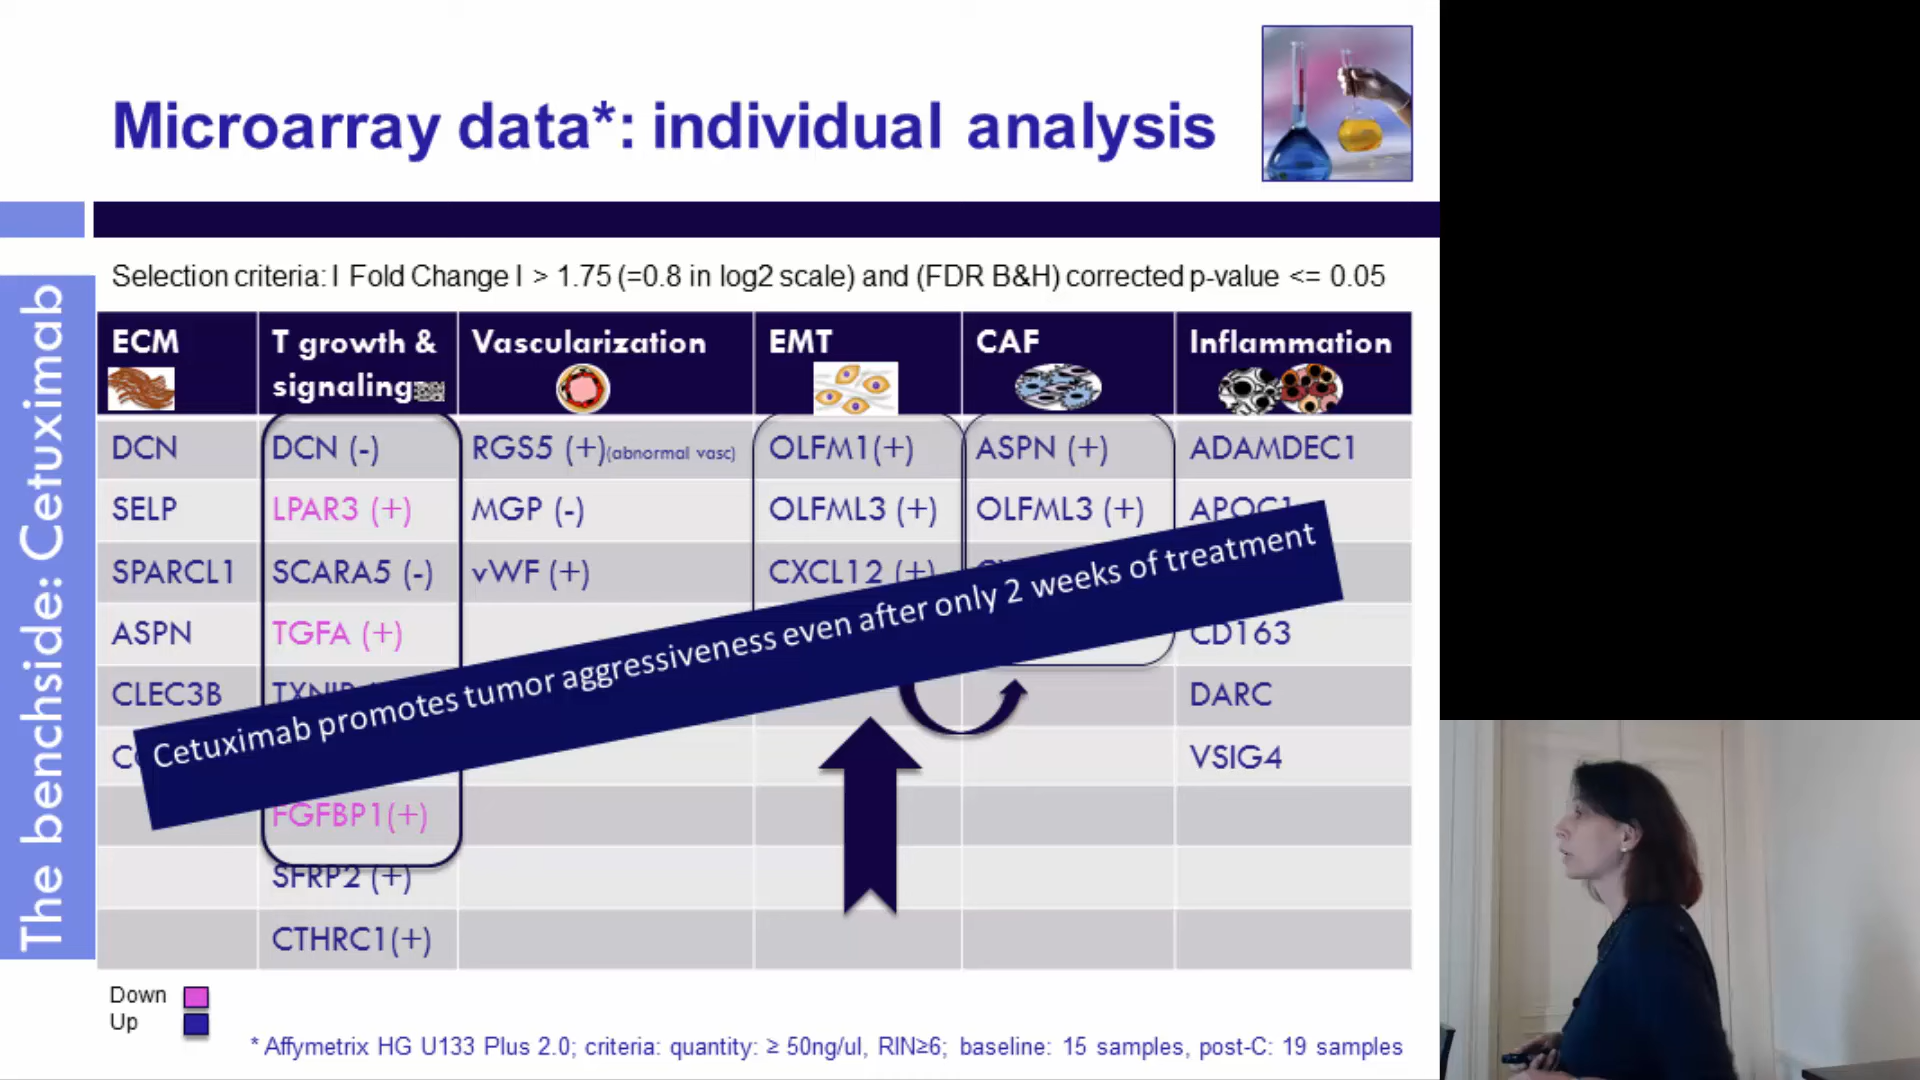 Microarray data*: individual analysis
The benchside: Cetuximab
Selection criteria: I Fold Change I > 1.75 (=0.8 in log2 scale) and (FDR B&H) corrected p-value <= 0.05
ECM T growth & signaling Vascularization EMT CAF Inflammation
DCN DCN (-) RGS5 (+)(abnormal vasc) OLFM1(+) ASPN (+) ADAMDEC1
SELP LPAR3 (+) MGP (-) OLFML3 (+) OLFML3 (+) APOC1
SPARCL1 SCARA5 (-) vWF (+) CXCL12 (+)
ASPN TGFA (+) CD163
CLEC3B TXNIP DARC
VSIG4
FGFBP1(+)
SFRP2 (+)
CTHRC1(+)
Cetuximab promotes tumor aggressiveness even after only 2 weeks of treatment
Down
Up
* Affymetrix HG U133 Plus 2.0; criteria: quantity: ≥ 50ng/ul, RIN≥6; baseline: 15 samples, post-C: 19 samples